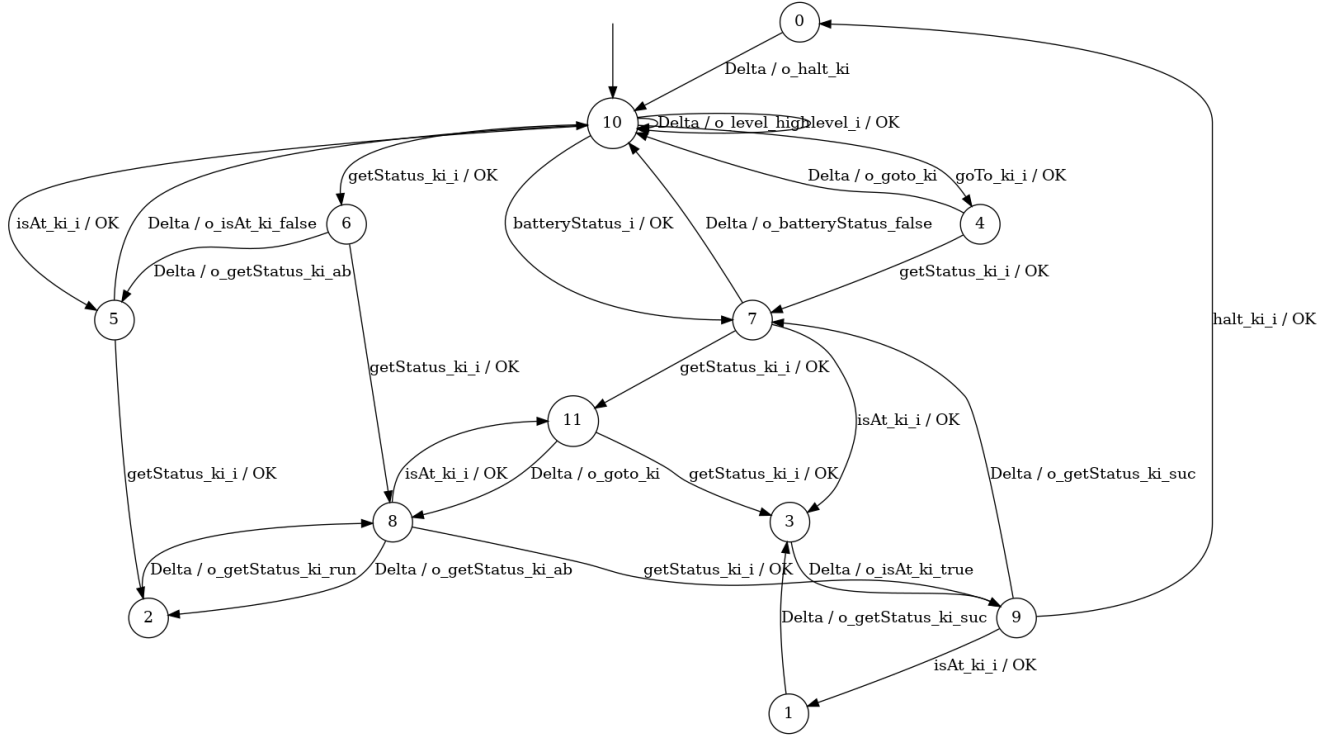 0
Delta / o_halt_ki
10
Delta / o_level_high
level_i / OK
getStatus_ki_i / OK
Delta / o_goto_ki
goTo_ki_i / OK
isAt_ki_i / OK
Delta / o_isAt_ki_false
6
batteryStatus_i / OK
Delta / o_batteryStatus_false
4
Delta / o_getStatus_ki_ab
getStatus_ki_i / OK
5
7
halt_ki_i / OK
getStatus_ki_i / OK
getStatus_ki_i / OK
11
isAt_ki_i / OK
getStatus_ki_i / OK
isAt_ki_i / OK
Delta / o_goto_ki
getStatus_ki_i / OK
Delta / o_getStatus_ki_suc
8
3
Delta / o_getStatus_ki_run
Delta / o_getStatus_ki_ab
getStatus_ki_i / OK
Delta / o_isAt_ki_true
2
Delta / o_getStatus_ki_suc
9
isAt_ki_i / OK
1